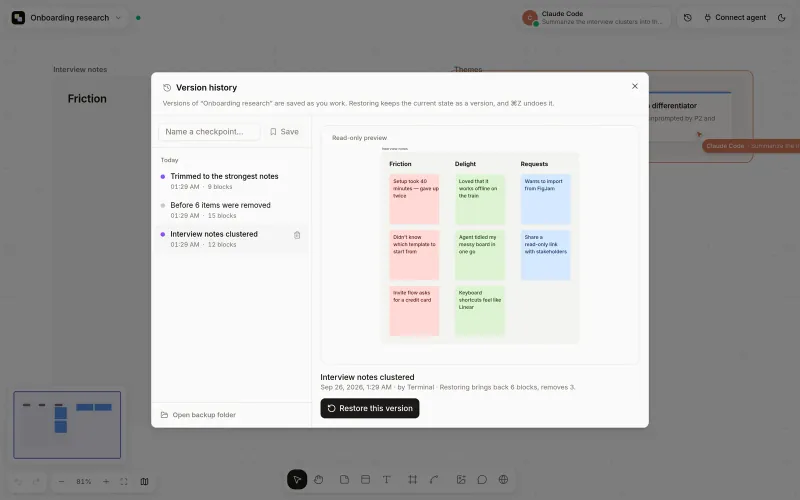 Onboarding research
Claude Code
Summarize the interview clusters into th...
Connect agent
Interview notes
Friction
Themes
differentiator
unprompted by P2 and
Claude Code · summarize the
Version history
Versions of "Onboarding research" are saved as you work. Restoring keeps the current state as a version, and ⌘Z undoes it.
Name a checkpoint...
Save
Today
Trimmed to the strongest notes
01:29 AM · 9 blocks
Before 6 items were removed
01:29 AM · 15 blocks
Interview notes clustered
01:29 AM · 12 blocks
Open backup folder
Read-only preview
Friction
Delight
Requests
Setup took 40
minutes — gave up
twice
Loved that it
works offline on
the train
Wants to import
from FigJam
Didn't know
which template to
start from
Agent tidied my
messy board in
one go
Share a
read-only link
with stakeholders
Invite flow asks
for a credit card
Keyboard
shortcuts feel like
Linear
Interview notes clustered
Sep 26, 2026, 1:29 AM · by Terminal · Restoring brings back 6 blocks, removes 3.
Restore this version
81%